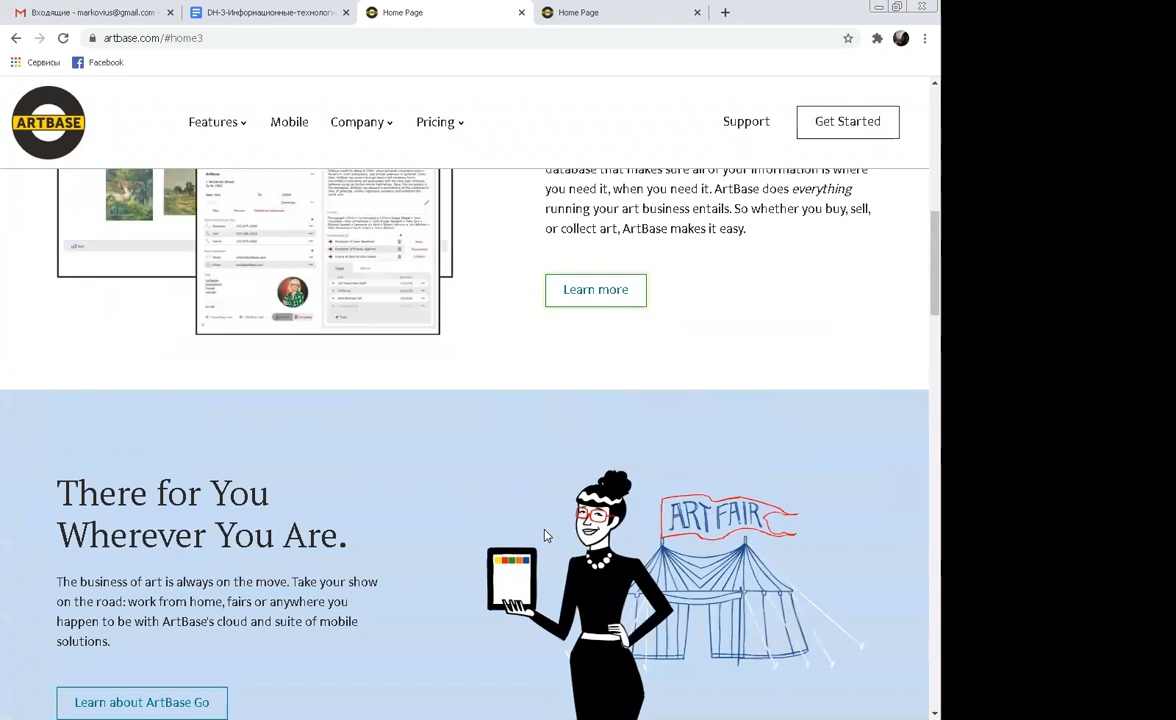 Входящие - markovius@gmail.com
DH-3-Информационные-технологи
Home Page
Home Page
artbase.com/#home3
Сервисы
Facebook
ARTBASE
Features
Mobile
Company
Pricing
Support
Get Started
database that makes sure all of your information is where
you need it, when you need it. ArtBase does everything
running your art business entails. So whether you buy, sell,
or collect art, ArtBase makes it easy.
Learn more
There for You
Wherever You Are.
The business of art is always on the move. Take your show
on the road: work from home, fairs or anywhere you
happen to be with ArtBase's cloud and suite of mobile
solutions.
Learn about ArtBase Go
ART FAIR